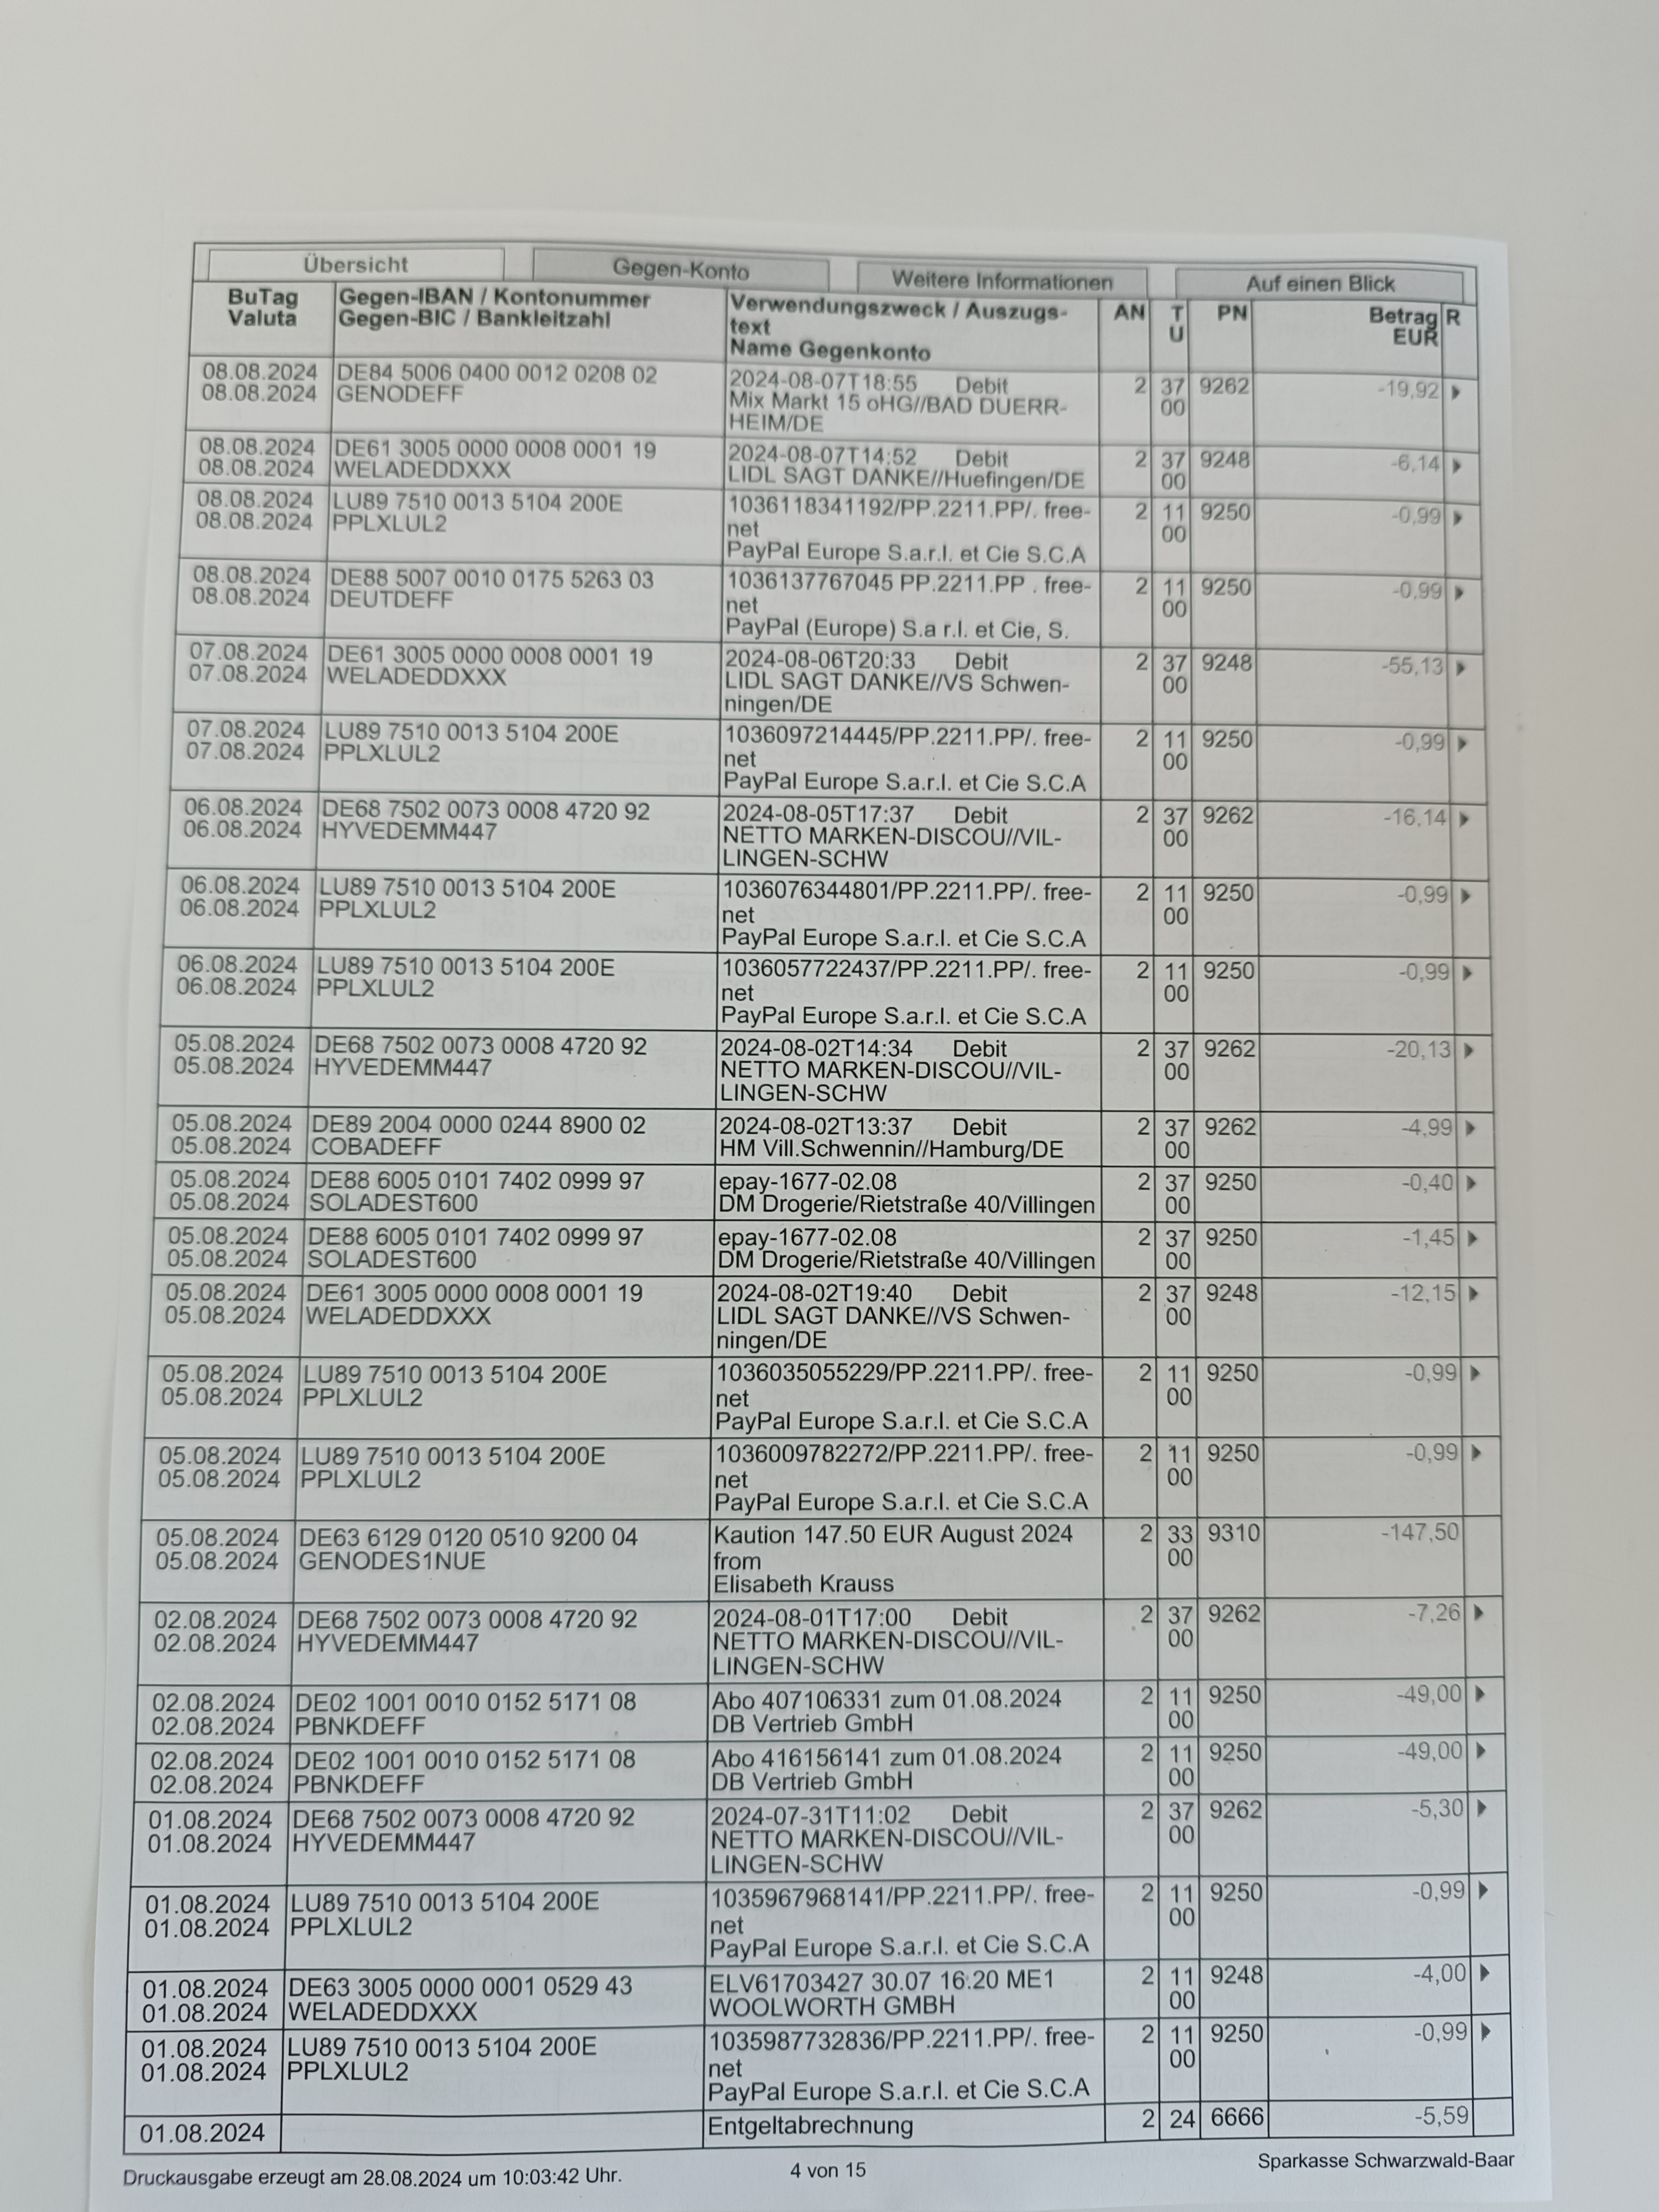 Übersicht Gegen-Konto Weitere Informationen Auf einen Blick
BuTag Gegen-IBAN / Kontonummer Verwendungszweck / Auszugs- AN T PN Betrag R
Valuta Gegen-BIC / Bankleitzahl text U EUR
Name Gegenkonto
08.08.2024 DE84 5006 0400 0012 0208 02 2024-08-07T18:55 Debit 2 37 9262 -19,92
08.08.2024 GENODEFF Mix Markt 15 oHG//BAD DUERR- 00
HEIM/DE
08.08.2024 DE61 3005 0000 0008 0001 19 2024-08-07T14:52 Debit 2 37 9248 -6,14
08.08.2024 WELADEDDXXX LIDL SAGT DANKE//Huefingen/DE 00
08.08.2024 LU89 7510 0013 5104 200E 1036118341192/PP.2211.PP/. free- 2 11 9250 -0,99
08.08.2024 PPLXLUL2 net 00
PayPal Europe S.a.r.l. et Cie S.C.A
08.08.2024 DE88 5007 0010 0175 5263 03 1036137767045 PP.2211.PP . free- 2 11 9250 -0,99
08.08.2024 DEUTDEFF net 00
PayPal (Europe) S.a r.l. et Cie, S.
07.08.2024 DE61 3005 0000 0008 0001 19 2024-08-06T20:33 Debit 2 37 9248 -55,13
07.08.2024 WELADEDDXXX LIDL SAGT DANKE//VS Schwen- 00
ningen/DE
07.08.2024 LU89 7510 0013 5104 200E 1036097214445/PP.2211.PP/. free- 2 11 9250 -0,99
07.08.2024 PPLXLUL2 net 00
PayPal Europe S.a.r.l. et Cie S.C.A
06.08.2024 DE68 7502 0073 0008 4720 92 2024-08-05T17:37 Debit 2 37 9262 -16,14
06.08.2024 HYVEDEMM447 NETTO MARKEN-DISCOU//VIL- 00
LINGEN-SCHW
06.08.2024 LU89 7510 0013 5104 200E 1036076344801/PP.2211.PP/. free- 2 11 9250 -0,99
06.08.2024 PPLXLUL2 net 00
PayPal Europe S.a.r.l. et Cie S.C.A
06.08.2024 LU89 7510 0013 5104 200E 1036057722437/PP.2211.PP/. free- 2 11 9250 -0,99
06.08.2024 PPLXLUL2 net 00
PayPal Europe S.a.r.l. et Cie S.C.A
05.08.2024 DE68 7502 0073 0008 4720 92 2024-08-02T14:34 Debit 2 37 9262 -20,13
05.08.2024 HYVEDEMM447 NETTO MARKEN-DISCOU//VIL- 00
LINGEN-SCHW
05.08.2024 DE89 2004 0000 0244 8900 02 2024-08-02T13:37 Debit 2 37 9262 -4,99
05.08.2024 COBADEFF HM Vill.Schwennin//Hamburg/DE 00
05.08.2024 DE88 6005 0101 7402 0999 97 epay-1677-02.08 2 37 9250 -0,40
05.08.2024 SOLADEST600 DM Drogerie/Rietstraße 40/Villingen 00
05.08.2024 DE88 6005 0101 7402 0999 97 epay-1677-02.08 2 37 9250 -1,45
05.08.2024 SOLADEST600 DM Drogerie/Rietstraße 40/Villingen 00
05.08.2024 DE61 3005 0000 0008 0001 19 2024-08-02T19:40 Debit 2 37 9248 -12,15
05.08.2024 WELADEDDXXX LIDL SAGT DANKE//VS Schwen- 00
ningen/DE
05.08.2024 LU89 7510 0013 5104 200E 1036035055229/PP.2211.PP/. free- 2 11 9250 -0,99
05.08.2024 PPLXLUL2 net 00
PayPal Europe S.a.r.l. et Cie S.C.A
05.08.2024 LU89 7510 0013 5104 200E 1036009782272/PP.2211.PP/. free- 2 11 9250 -0,99
05.08.2024 PPLXLUL2 net 00
PayPal Europe S.a.r.l. et Cie S.C.A
05.08.2024 DE63 6129 0120 0510 9200 04 Kaution 147.50 EUR August 2024 2 33 9310 -147,50
05.08.2024 GENODES1NUE from 00
Elisabeth Krauss
02.08.2024 DE68 7502 0073 0008 4720 92 2024-08-01T17:00 Debit 2 37 9262 -7,26
02.08.2024 HYVEDEMM447 NETTO MARKEN-DISCOU//VIL- 00
LINGEN-SCHW
02.08.2024 DE02 1001 0010 0152 5171 08 Abo 407106331 zum 01.08.2024 2 11 9250 -49,00
02.08.2024 PBNKDEFF DB Vertrieb GmbH 00
02.08.2024 DE02 1001 0010 0152 5171 08 Abo 416156141 zum 01.08.2024 2 11 9250 -49,00
02.08.2024 PBNKDEFF DB Vertrieb GmbH 00
01.08.2024 DE68 7502 0073 0008 4720 92 2024-07-31T11:02 Debit 2 37 9262 -5,30
01.08.2024 HYVEDEMM447 NETTO MARKEN-DISCOU//VIL- 00
LINGEN-SCHW
01.08.2024 LU89 7510 0013 5104 200E 1035967968141/PP.2211.PP/. free- 2 11 9250 -0,99
01.08.2024 PPLXLUL2 net 00
PayPal Europe S.a.r.l. et Cie S.C.A
01.08.2024 DE63 3005 0000 0001 0529 43 ELV61703427 30.07 16:20 ME1 2 11 9248 -4,00
01.08.2024 WELADEDDXXX WOOLWORTH GMBH 00
01.08.2024 LU89 7510 0013 5104 200E 1035987732836/PP.2211.PP/. free- 2 11 9250 -0,99
01.08.2024 PPLXLUL2 net 00
PayPal Europe S.a.r.l. et Cie S.C.A
01.08.2024 Entgeltabrechnung 2 24 6666 -5,59
Druckausgabe erzeugt am 28.08.2024 um 10:03:42 Uhr. 4 von 15 Sparkasse Schwarzwald-Baar